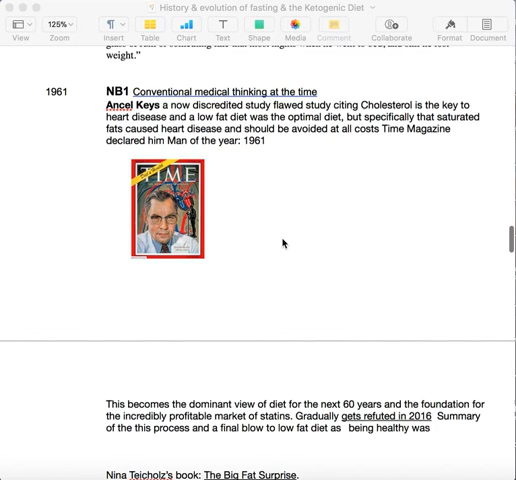 History & evolution of fasting & the Ketogenic Diet
125%
View
Zoom
Insert
Table
Chart
Text
Shape
Media
Comment
Collaborate
Format
Document
weight.”
1961
NB1 Conventional medical thinking at the time
Ancel Keys a now discredited study flawed study citing Cholesterol is the key to
heart disease and a low fat diet was the optimal diet, but specifically that saturated
fats caused heart disease and should be avoided at all costs Time Magazine
declared him Man of the year: 1961
TIME
This becomes the dominant view of diet for the next 60 years and the foundation for
the incredibly profitable market of statins. Gradually gets refuted in 2016 Summary
of the this process and a final blow to low fat diet as being healthy was
Nina Teicholz’s book: The Big Fat Surprise.